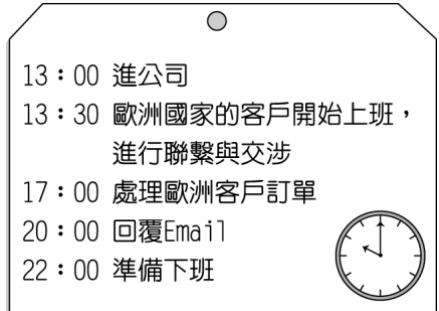 13：00 進公司
13：30 歐洲國家的客戶開始上班，
進行聯繫與交涉
17：00 處理歐洲客戶訂單
20：00 回覆Email
22：00 準備下班